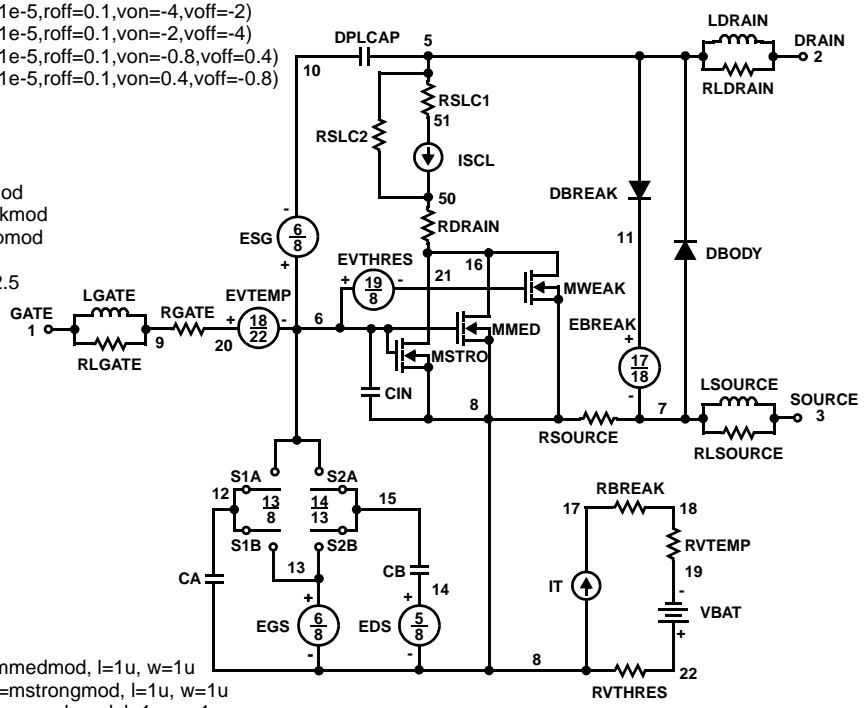 1e-5,roff=0.1,von=-4,voff=-2)
1e-5,roff=0.1,von=-2,voff=-4)
1e-5,roff=0.1,von=-0.8,voff=0.4)
1e-5,roff=0.1,von=0.4,voff=-0.8)
LDRAIN
DPLCAP
5
DRAIN
2
10
RLDRAIN
RSLC1
51
RSLC2
ISCL
50
od
kmod
omod
DBREAK
RDRAIN
-
ESG
6
8
+
11
DBODY
EVTHRES
16
21
+
19
8
-
MWEAK
2.5
LGATE
EVTEMP
GATE
1
RGATE
+
18
22
-
6
MMED
EBREAK
+
9
20
MSTRO
17
18
-
RLGATE
LSOURCE
CIN
8
7
SOURCE
3
RSOURCE
RLSOURCE
S1A
S2A
12
13
8
14
13
15
RBREAK
17
18
S1B
S2B
RVTEMP
13
CB
19
CA
14
IT
-
+
+
VBAT
EGS
6
8
EDS
5
8
+
-
-
8
22
mmedmod, l=1u, w=1u
=mstrongmod, l=1u, w=1u
RVTHRES